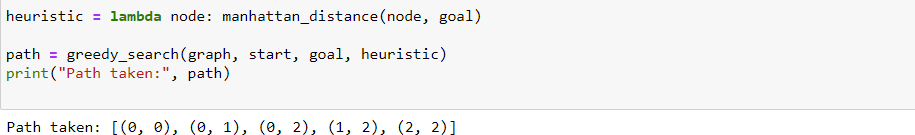 heuristic = lambda node: manhattan_distance(node, goal)
path = greedy_search(graph, start, goal, heuristic)
print("Path taken:", path)
Path taken: [(0, 0), (0, 1), (0, 2), (1, 2), (2, 2)]